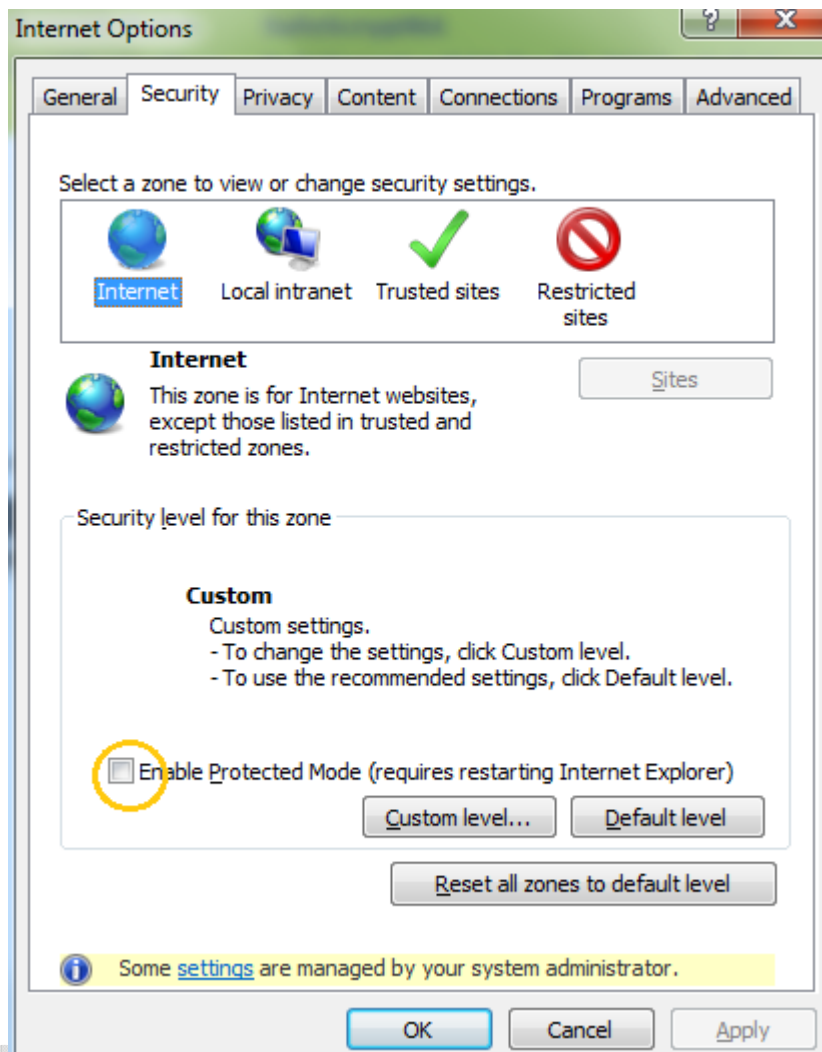 Internet Options
General Security Privacy Content Connections Programs Advanced
Select a zone to view or change security settings.
Internet Local intranet Trusted sites Restricted
sites
Internet
Sites
This zone is for Internet websites,
except those listed in trusted and
restricted zones.
Security level for this zone
Custom
Custom settings.
- To change the settings, click Custom level.
- To use the recommended settings, click Default level.
Enable Protected Mode (requires restarting Internet Explorer)
Custom level... Default level
Reset all zones to default level
Some settings are managed by your system administrator.
OK Cancel Apply